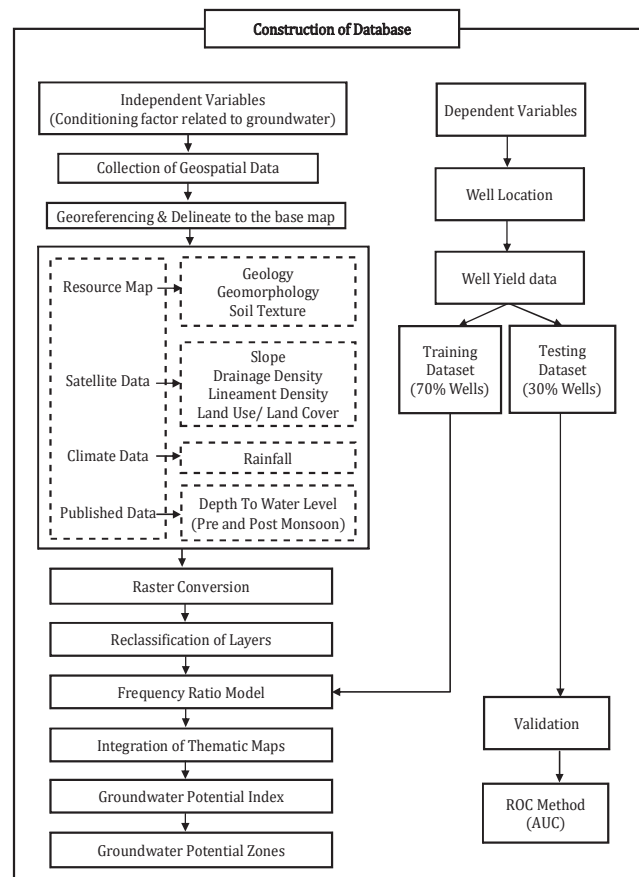 Construction of Database
Independent Variables
(Conditioning factor related to groundwater)
Collection of Geospatial Data
Georeferencing & Delineate to the base map
Resource Map
Geology
Geomorphology
Soil Texture
Satellite Data
Slope
Drainage Density
Lineament Density
Land Use/ Land Cover
Climate Data
Rainfall
Published Data
Depth To Water Level
(Pre and Post Monsoon)
Raster Conversion
Reclassification of Layers
Frequency Ratio Model
Integration of Thematic Maps
Groundwater Potential Index
Groundwater Potential Zones
Dependent Variables
Well Location
Well Yield data
Training
Dataset
(70% Wells)
Testing
Dataset
(30% Wells)
Validation
ROC Method
(AUC)